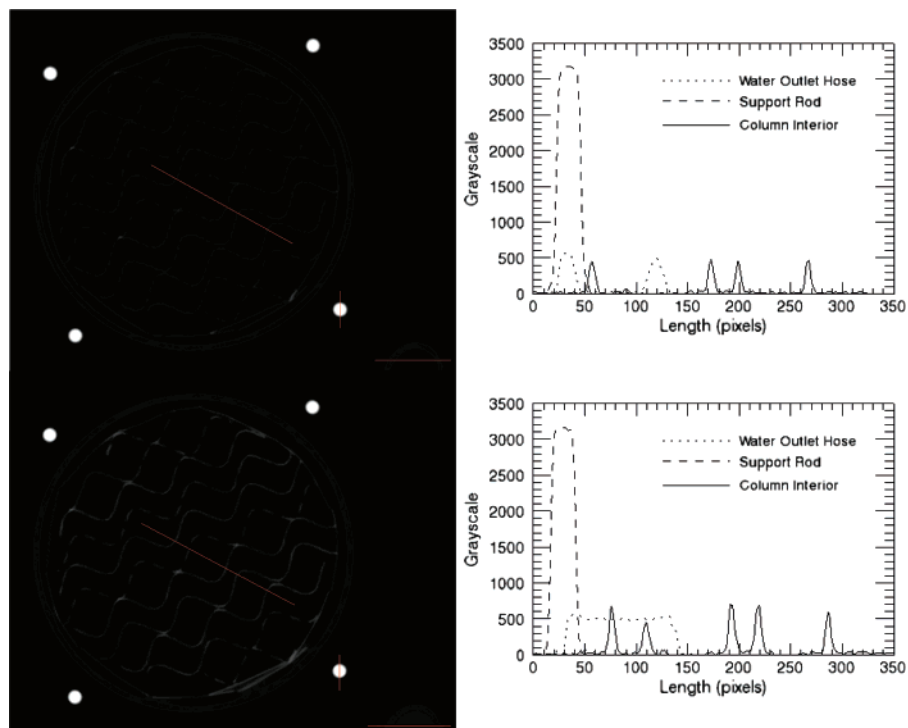 3500
3000
2500
2000
1500
1000
500
0
Grayscale
Water Outlet Hose
Support Rod
Column Interior
0 50 100 150 200 250 300 350
Length (pixels)
3500
3000
2500
2000
1500
1000
500
0
Grayscale
Water Outlet Hose
Support Rod
Column Interior
0 50 100 150 200 250 300 350
Length (pixels)